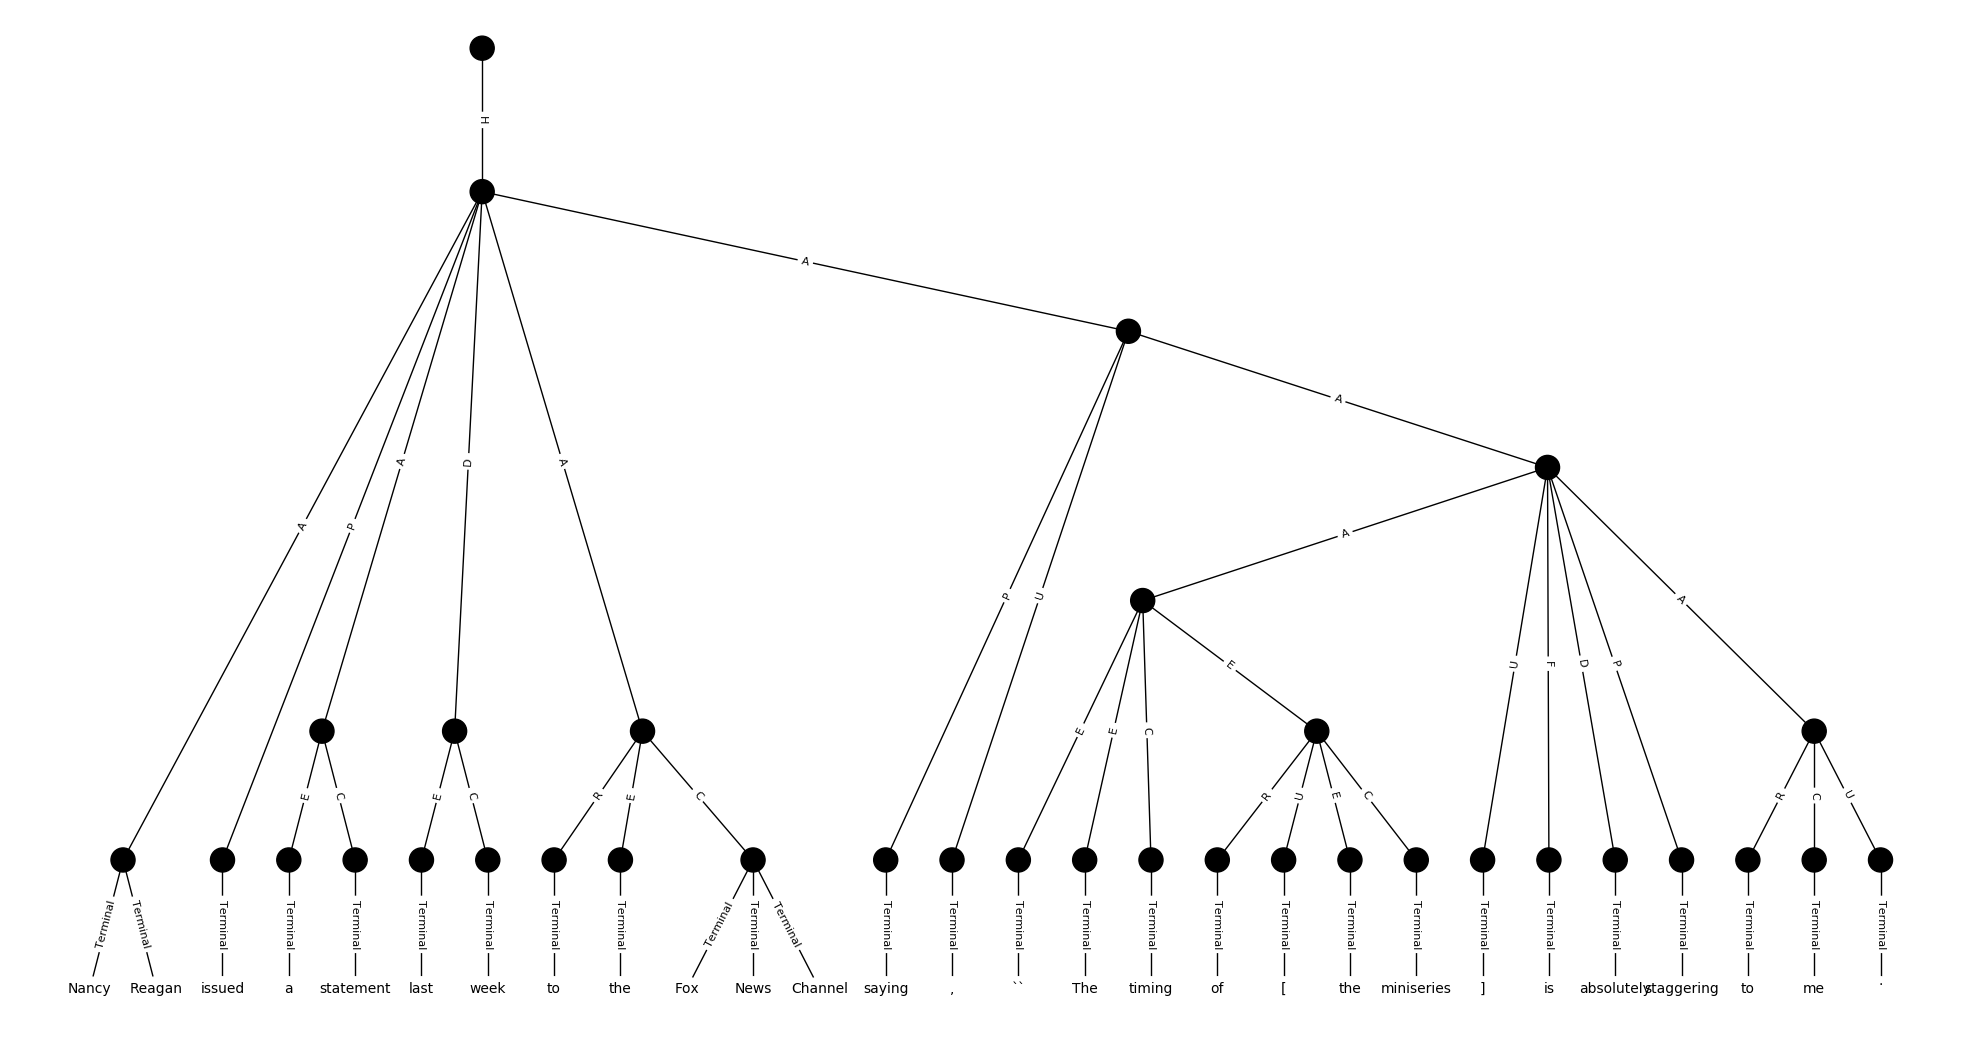 H
A
A
A P A D A
A
P U
A
U F D P
E
E E C
E C E C R E C R U E C R C U
Terminal Terminal Terminal Terminal Terminal Terminal Terminal Terminal Terminal Terminal Terminal Terminal Terminal Terminal Terminal Terminal Terminal Terminal Terminal Terminal Terminal Terminal Terminal Terminal Terminal Terminal Terminal Terminal
Nancy Reagan issued a statement last week to the Fox News Channel saying , `` The timing of [ the miniseries ] is absolutely staggering to me .